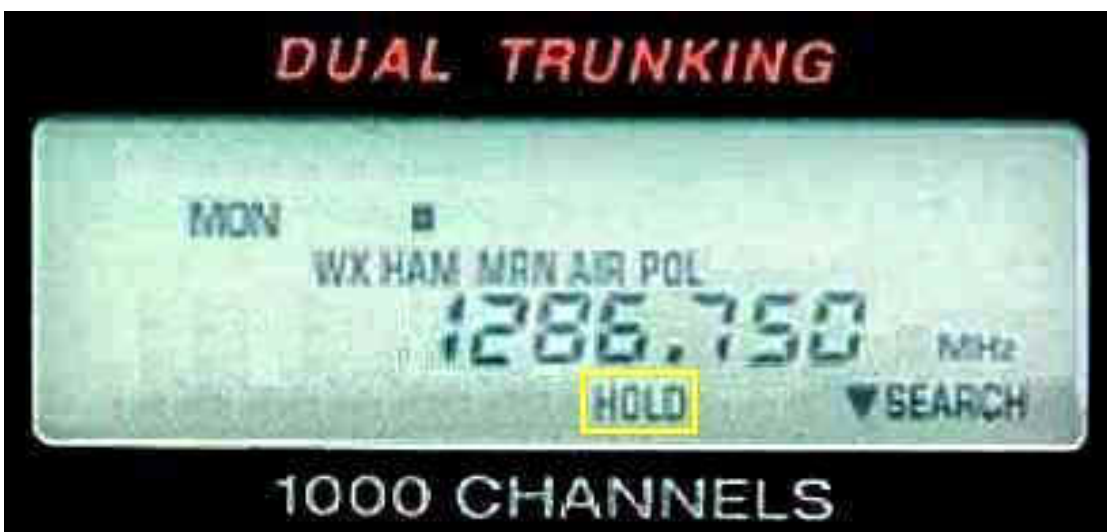 DUAL TRUNKING
MON
WX HAM MRN AIR POL
1286.750 MHz
HOLD ▼SEARCH
1000 CHANNELS